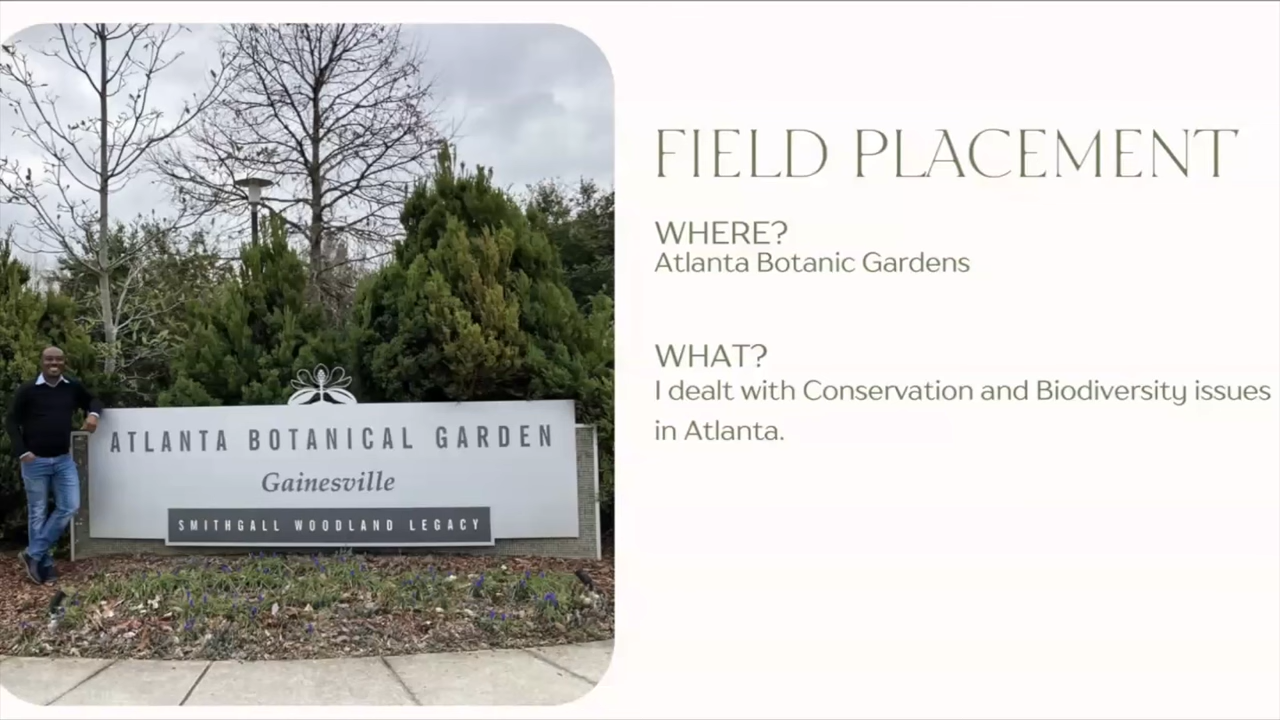 ATLANTA BOTANICAL GARDEN
Gainesville
SMITHGALL WOODLAND LEGACY
FIELD PLACEMENT
WHERE?
Atlanta Botanic Gardens
WHAT?
I dealt with Conservation and Biodiversity issues
in Atlanta.